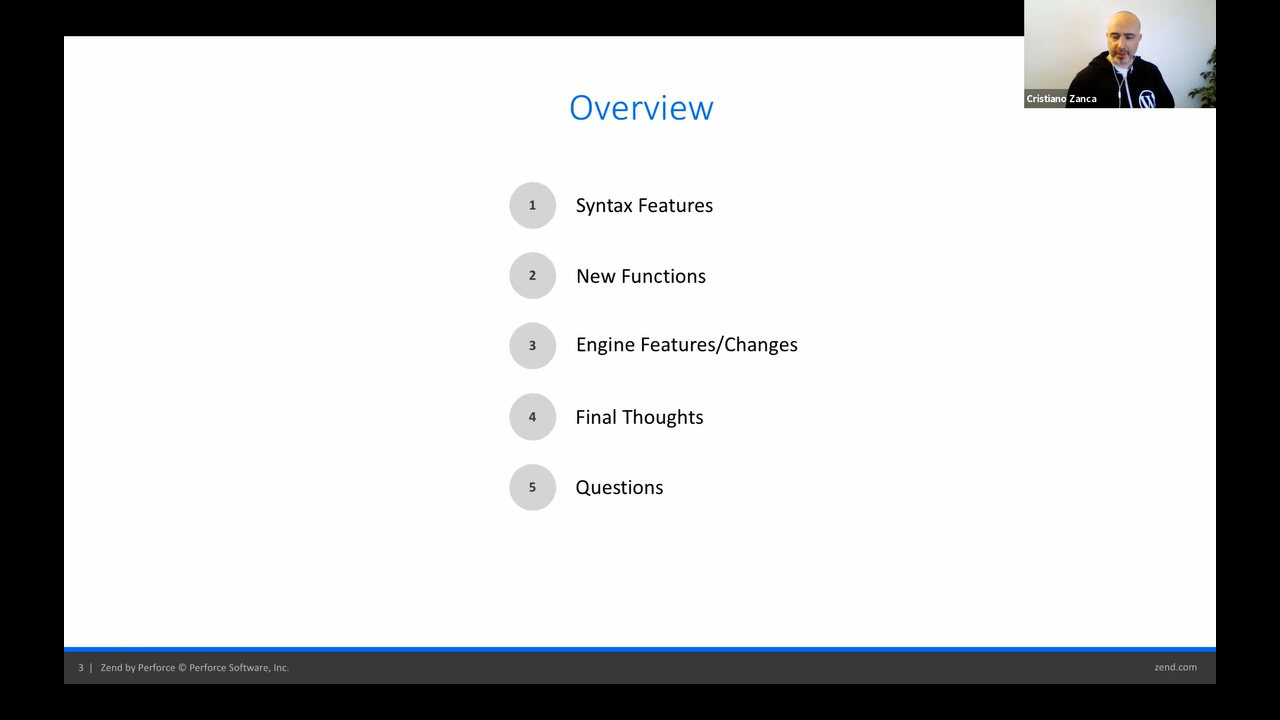 Overview
Cristiano Zanca
1 Syntax Features
2 New Functions
3 Engine Features/Changes
4 Final Thoughts
5 Questions
3 | Zend by Perforce © Perforce Software, Inc.
zend.com